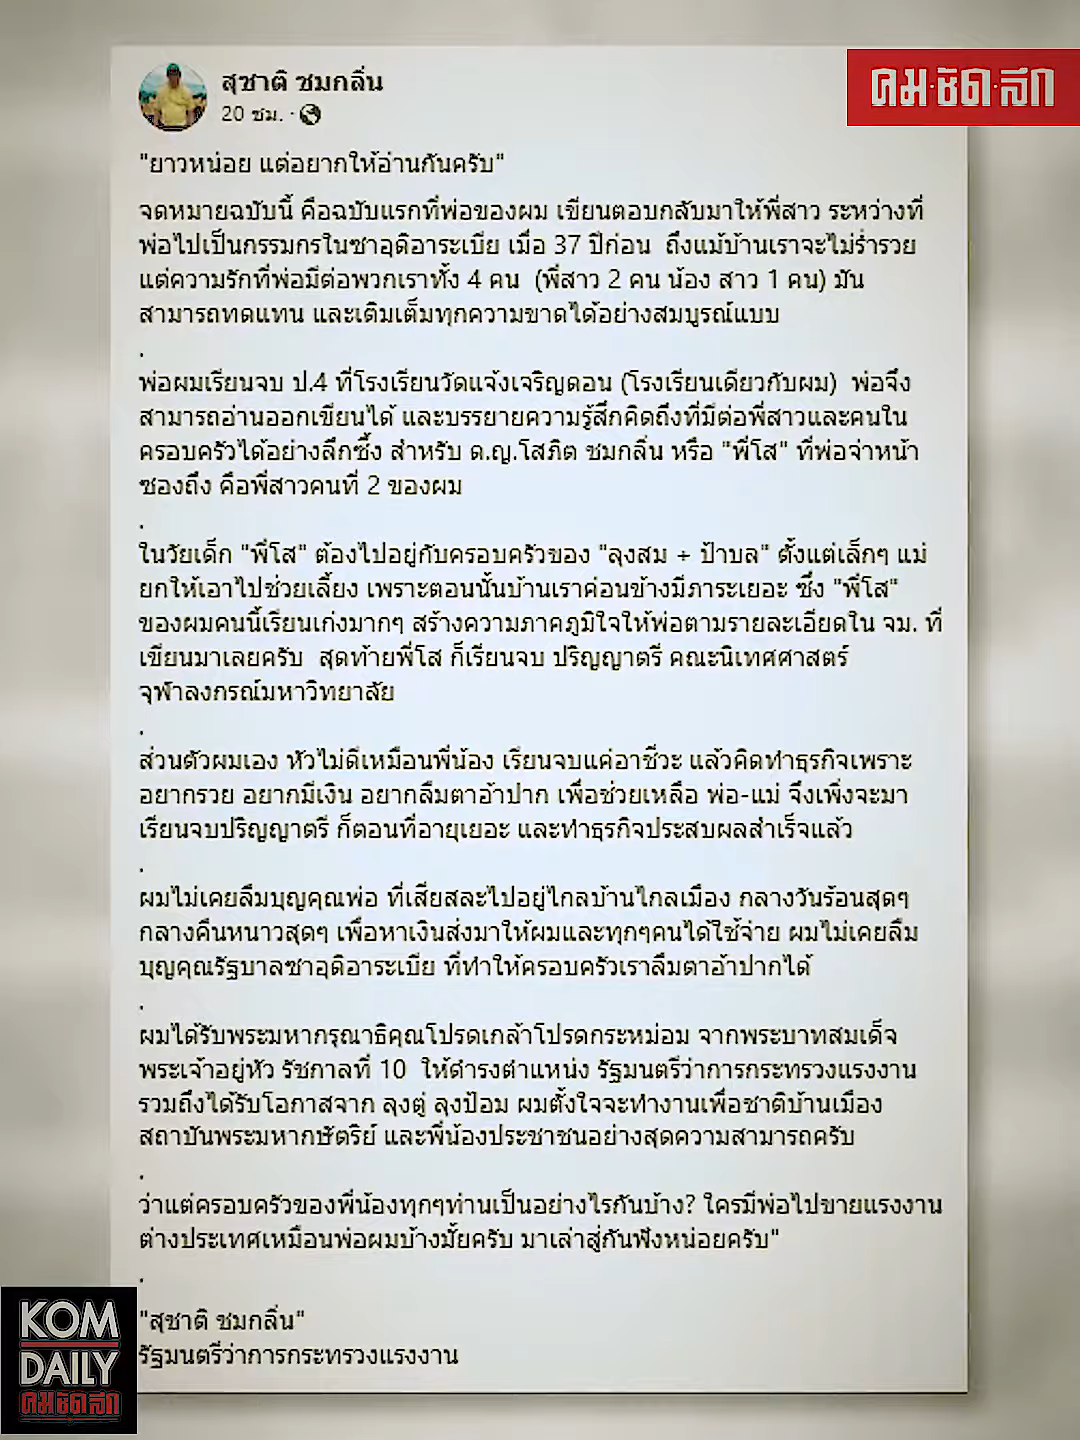 สุชาติ ชมกลิ่น
20 ชม. ·
คม·ชัด·ลึก
"ยาวหน่อย แต่อยากให้อ่านกันครับ"
จดหมายฉบับนี้ คือฉบับแรกที่พ่อของผม เขียนตอบกลับมาให้พี่สาว ระหว่างที่
พ่อไปเป็นกรรมกรในซาอุดิอาระเบีย เมื่อ 37 ปีก่อน ถึงแม้บ้านเราจะไม่ร่ำรวย
แต่ความรักที่พ่อมีต่อพวกเราทั้ง 4 คน (พี่สาว 2 คน น้อง สาว 1 คน) มัน
สามารถทดแทน และเติมเต็มทุกความขาดได้อย่างสมบูรณ์แบบ
.
พ่อผมเรียนจบ ป.4 ที่โรงเรียนวัดแจ้งเจริญดอน (โรงเรียนเดียวกับผม) พ่อจึง
สามารถอ่านออกเขียนได้ และบรรยายความรู้สึกคิดถึงที่มีต่อพี่สาวและคนใน
ครอบครัวได้อย่างลึกซึ้ง สำหรับ ด.ญ.โสภิต ชมกลิ่น หรือ "พี่โส" ที่พ่อจ่าหน้า
ซองถึง คือพี่สาวคนที่ 2 ของผม
.
ในวัยเด็ก "พี่โส" ต้องไปอยู่กับครอบครัวของ "ลุงสม + ป้าบล" ตั้งแต่เล็กๆ แม่
ยกให้เอาไปช่วยเลี้ยง เพราะตอนนั้นบ้านเราค่อนข้างมีภาระเยอะ ซึ่ง "พี่โส"
ของผมคนนี้เรียนเก่งมากๆ สร้างความภาคภูมิใจให้พ่อตามรายละเอียดใน จม. ที่
เขียนมาเลยครับ สุดท้ายพี่โส ก็เรียนจบ ปริญญาตรี คณะนิเทศศาสตร์
จุฬาลงกรณ์มหาวิทยาลัย
.
ส่วนตัวผมเอง หัวไม่ดีเหมือนพี่น้อง เรียนจบแค่อาชีวะ แล้วคิดทำธุรกิจเพราะ
อยากรวย อยากมีเงิน อยากลืมตาอ้าปาก เพื่อช่วยเหลือ พ่อ-แม่ จึงเพิ่งจะมา
เรียนจบปริญญาตรี ก็ตอนที่อายุเยอะ และทำธุรกิจประสบผลสำเร็จแล้ว
.
ผมไม่เคยลืมบุญคุณพ่อ ที่เสียสละไปอยู่ไกลบ้านไกลเมือง กลางวันร้อนสุดๆ
กลางคืนหนาวสุดๆ เพื่อหาเงินส่งมาให้ผมและทุกๆคนได้ใช้จ่าย ผมไม่เคยลืม
บุญคุณรัฐบาลซาอุดิอาระเบีย ที่ทำให้ครอบครัวเราลืมตาอ้าปากได้
.
ผมได้รับพระมหากรุณาธิคุณโปรดเกล้าโปรดกระหม่อม จากพระบาทสมเด็จ
พระเจ้าอยู่หัว รัชกาลที่ 10 ให้ดำรงตำแหน่ง รัฐมนตรีว่าการกระทรวงแรงงาน
รวมถึงได้รับโอกาสจาก ลุงตู่ ลุงป้อม ผมตั้งใจจะทำงานเพื่อชาติบ้านเมือง
สถาบันพระมหากษัตริย์ และพี่น้องประชาชนอย่างสุดความสามารถครับ
.
ว่าแต่ครอบครัวของพี่น้องทุกๆท่านเป็นอย่างไรกันบ้าง? ใครมีพ่อไปขายแรงงาน
ต่างประเทศเหมือนพ่อผมบ้างมั้ยครับ มาเล่าสู่กันฟังหน่อยครับ"
.
"สุชาติ ชมกลิ่น"
รัฐมนตรีว่าการกระทรวงแรงงาน
KOM
DAILY
คมชัดลึก